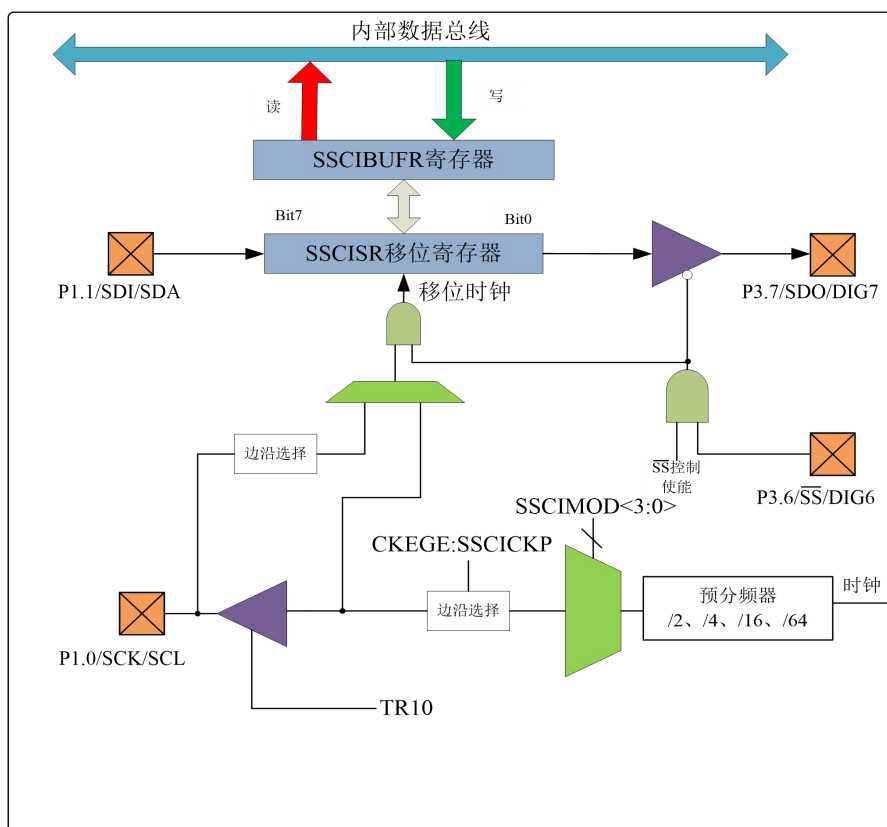 内部数据总线
读
写
SSCIBUFR寄存器
Bit7
Bit0
SSCISR移位寄存器
P1.1/SDI/SDA
P3.7/SDO/DIG7
移位时钟
边沿选择
SS控制
使能
P3.6/SS/DIG6
SSCIMOD<3:0>
CKEGE:SSCICKP
时钟
预分频器
/2、/4、/16、/64
边沿选择
P1.0/SCK/SCL
TR10